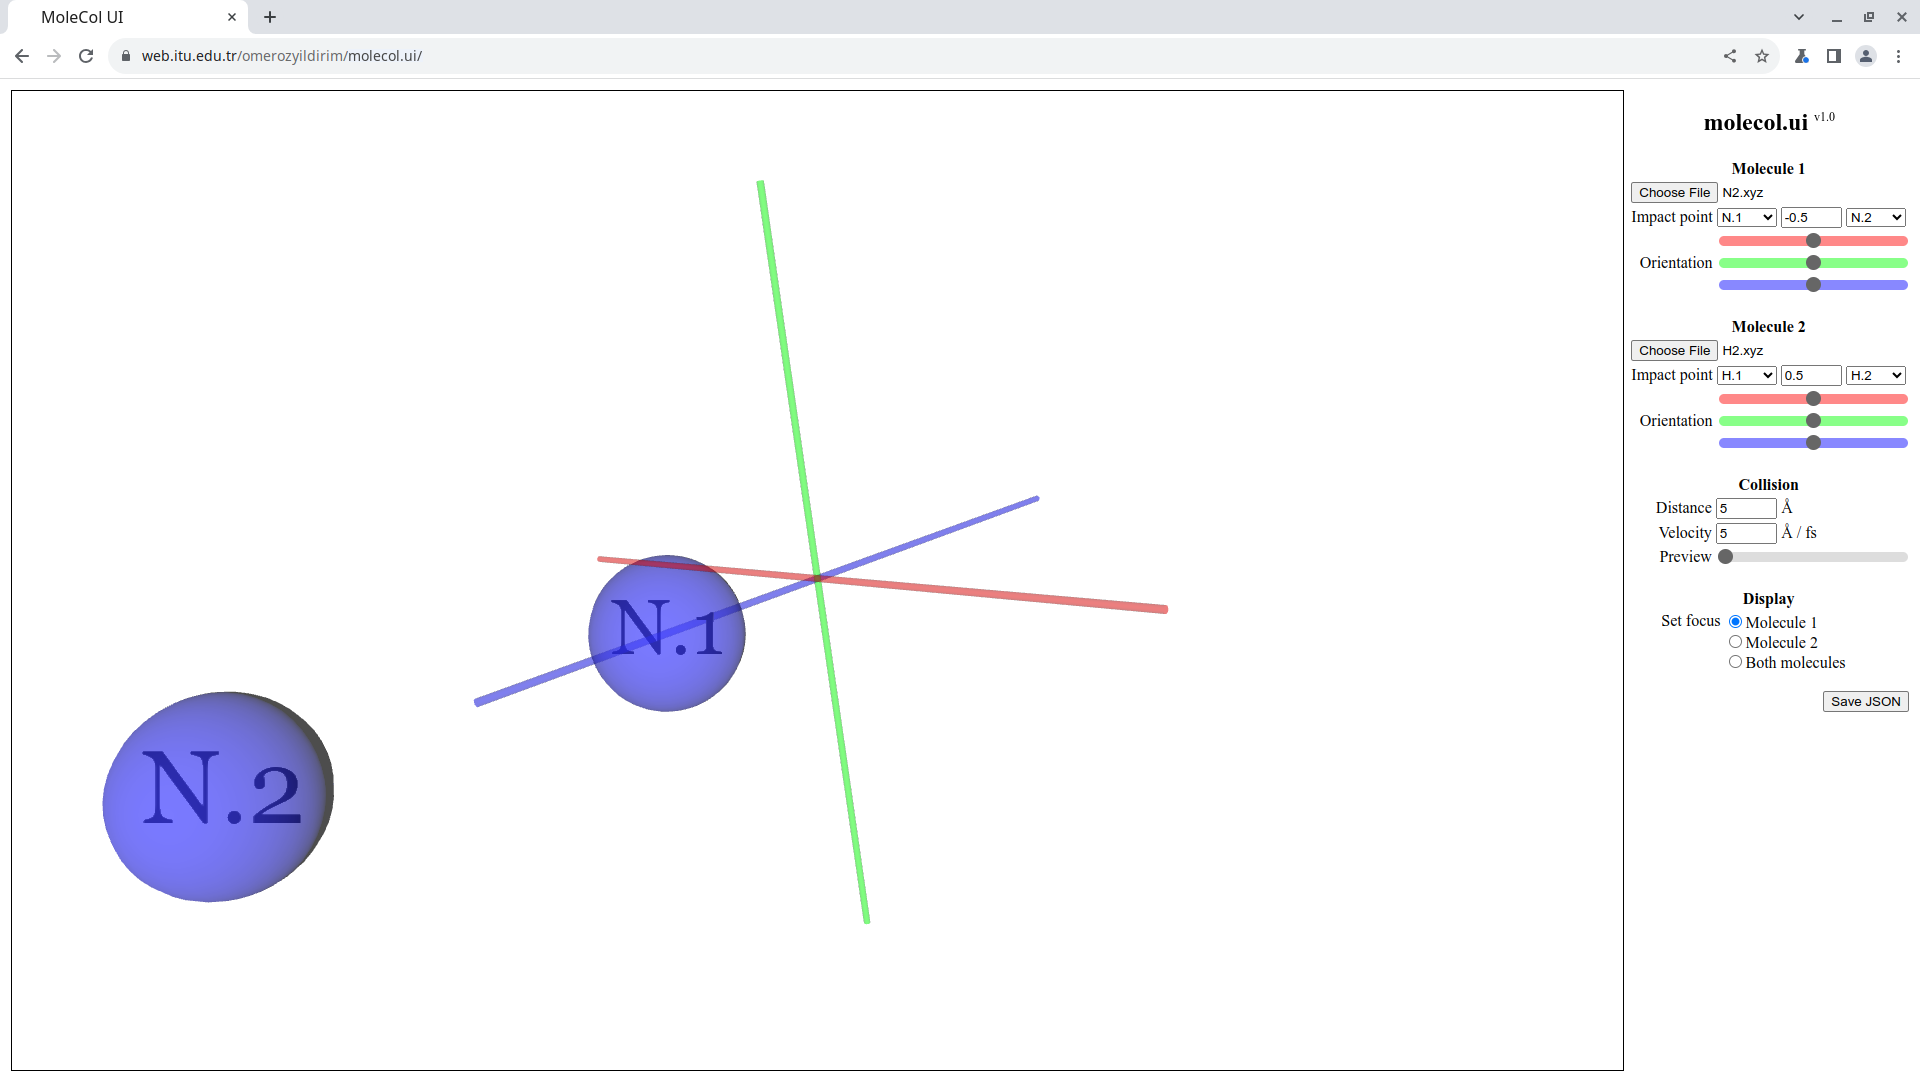 MoleCol UI
web.itu.edu.tr/omerozyildirim/molecol.ui/
molecol.ui v1.0
Molecule 1
Choose File N2.xyz
Impact point N.1 -0.5 N.2
Orientation
Molecule 2
Choose File H2.xyz
Impact point H.1 0.5 H.2
Orientation
Collision
Distance 5 Å
Velocity 5 Å / fs
Preview
Display
Set focus Molecule 1
Molecule 2
Both molecules
Save JSON
N.1
N.2